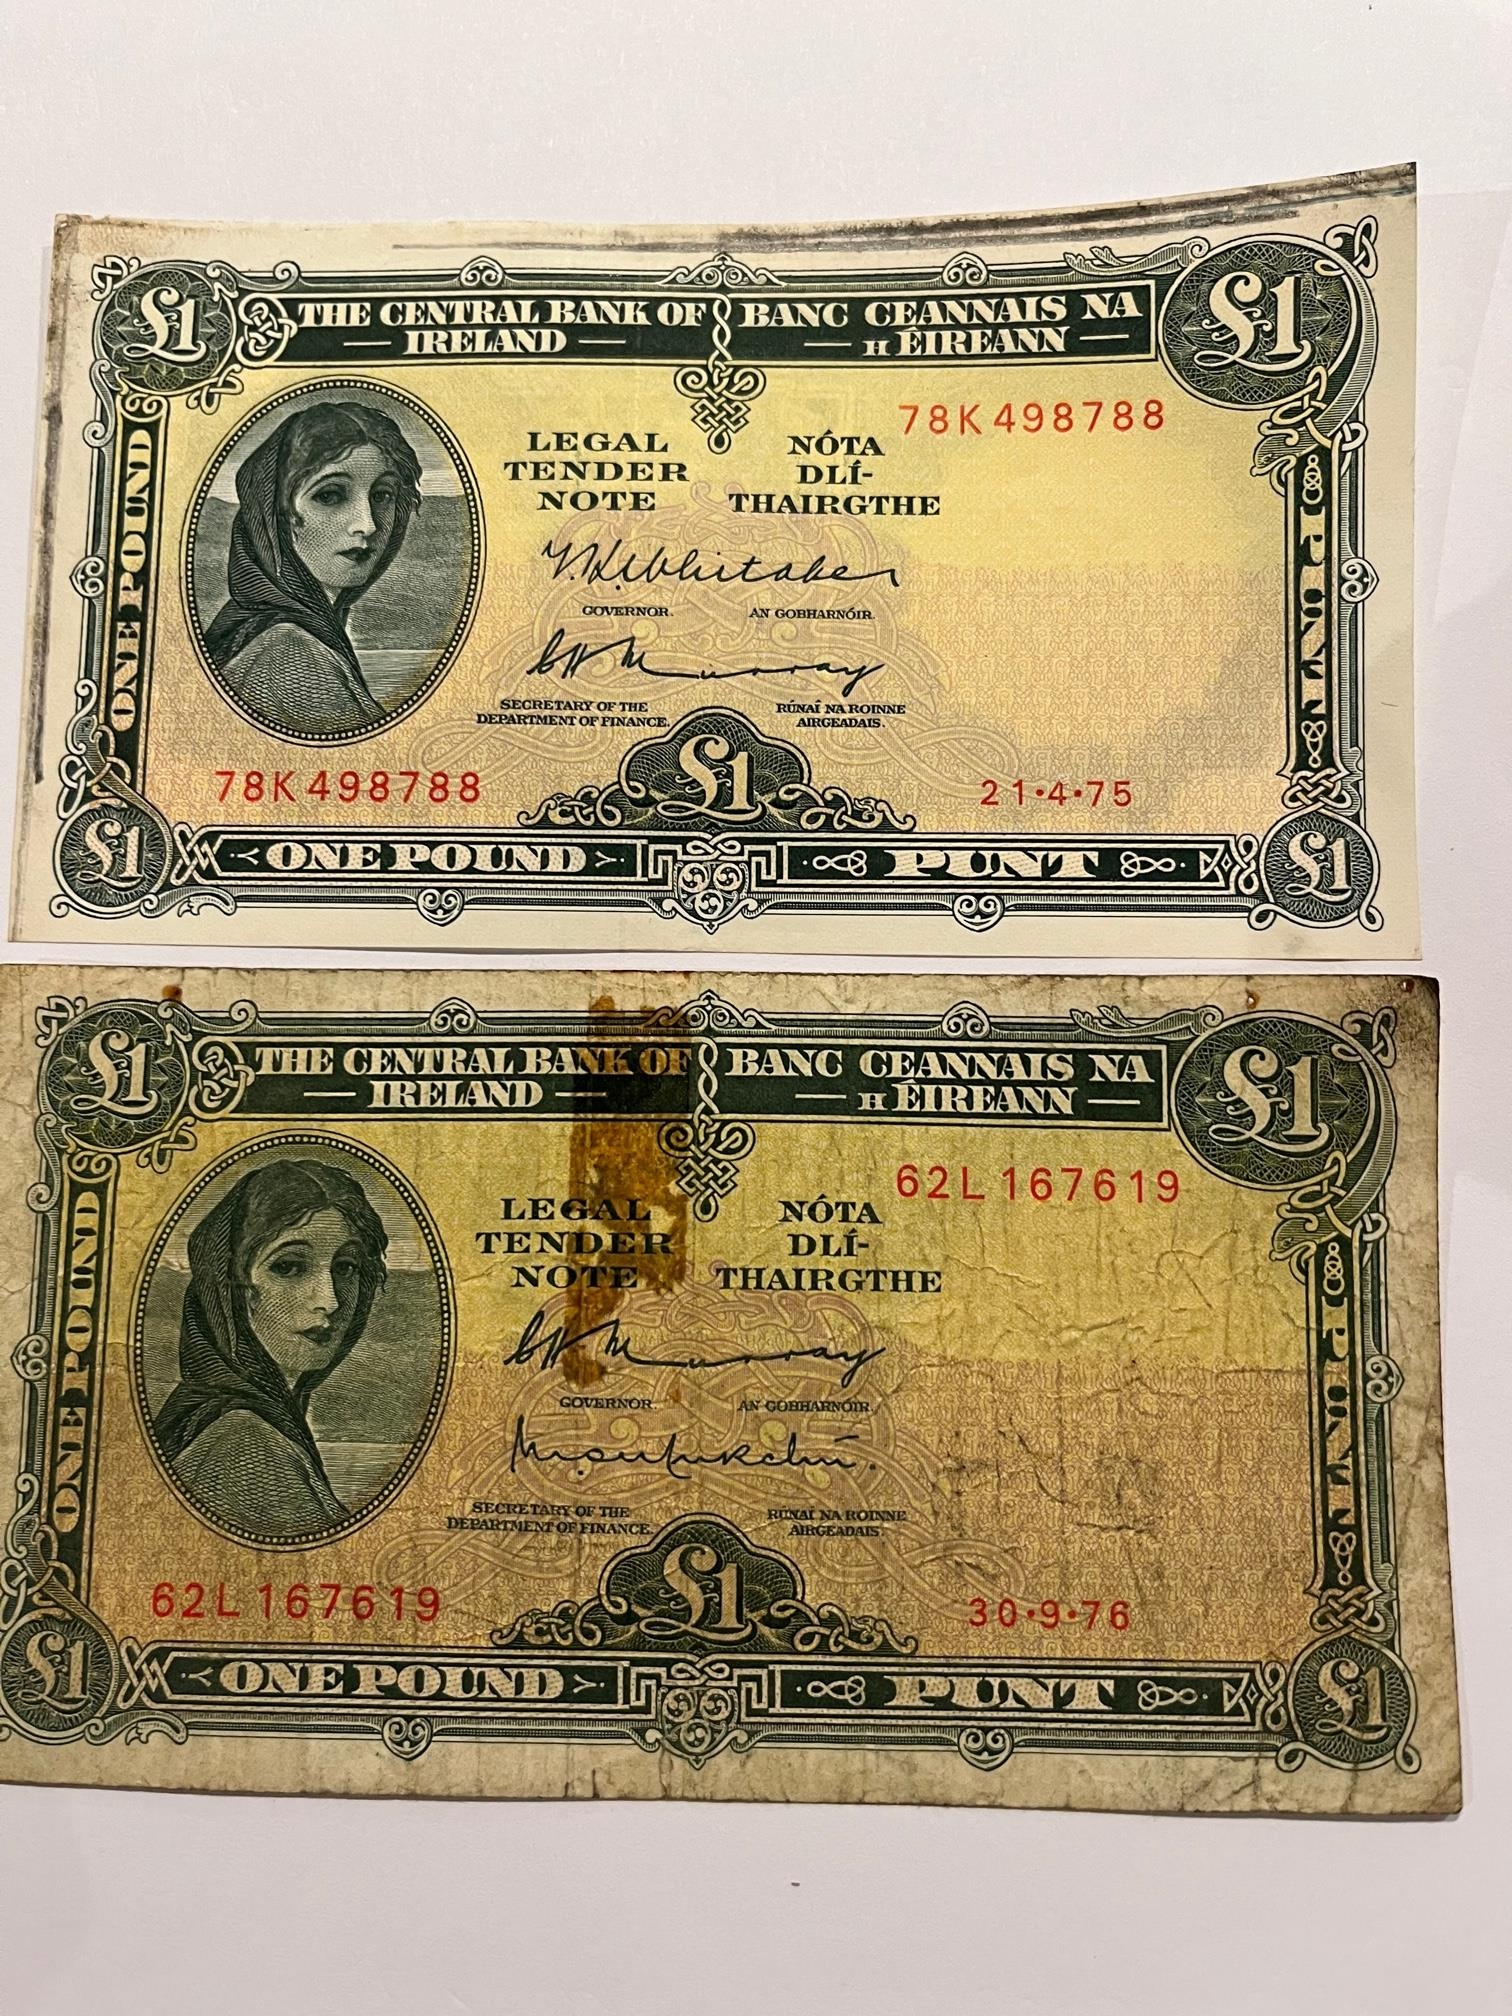 £1 THE CENTRAL BANK OF BANC CEANNAIS NA £1
— IRELAND — — H ÉIREANN —
78K 498788
LEGAL NÓTA
TENDER DLÍ-
NOTE THAIRGTHE
ONE POUND
PUNT
T.K. Whitaker
GOVERNOR. AN GOBHARNÓIR.
C H Murray
SECRETARY OF THE RÚNAÍ NA ROINNE
DEPARTMENT OF FINANCE. AIRGEADAIS.
78K 498788 £1 21·4·75
£1 ONE POUND PUNT £1
£1 THE CENTRAL BANK OF BANC CEANNAIS NA £1
— IRELAND — — H ÉIREANN —
62L 167619
LEGAL NÓTA
TENDER DLÍ-
NOTE THAIRGTHE
ONE POUND
PUNT
C H Murray
GOVERNOR. AN GOBHARNÓIR.
SECRETARY OF THE RÚNAÍ NA ROINNE
DEPARTMENT OF FINANCE. AIRGEADAIS.
62L 167619 £1 30·9·76
£1 ONE POUND PUNT £1